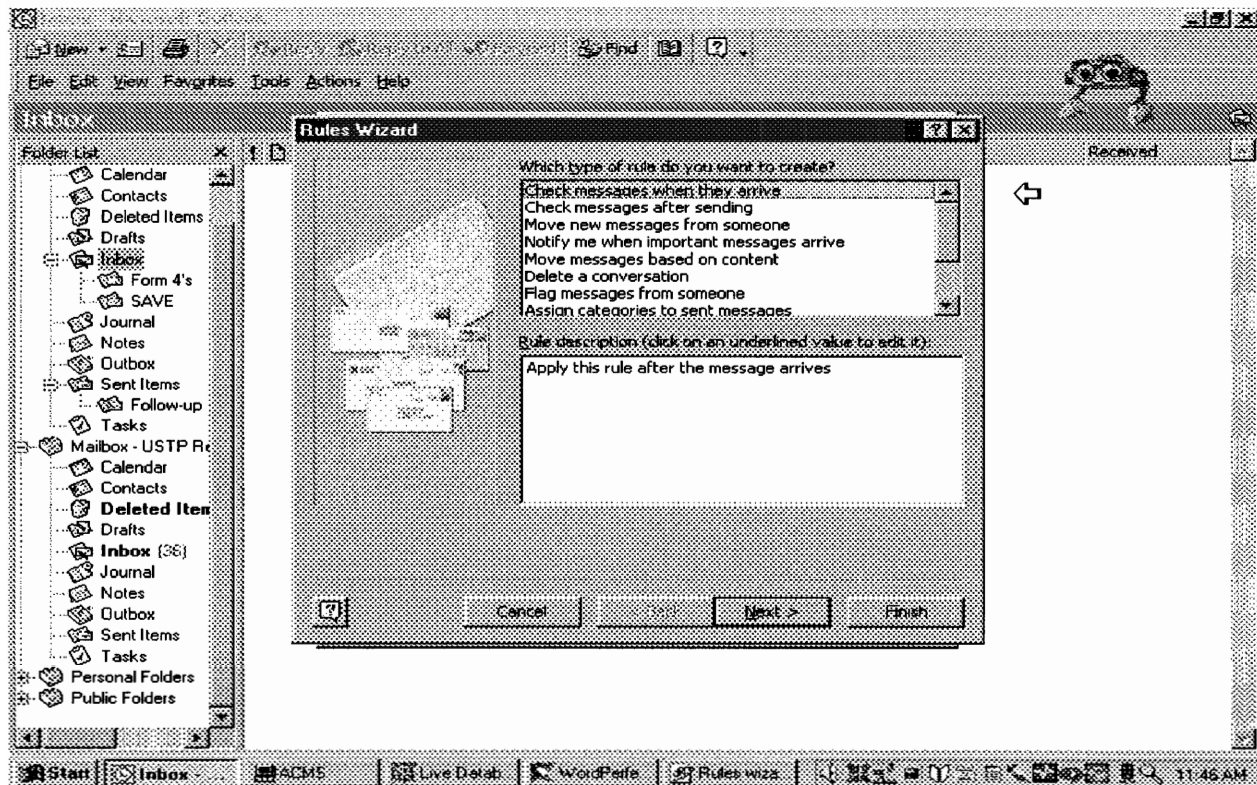 New Find
File Edit View Favorites Tools Actions Help
Inbox
Folder List
Received
Calendar
Contacts
Deleted Items
Drafts
Inbox
Form 4's
SAVE
Journal
Notes
Outbox
Sent Items
Follow-up
Tasks
Mailbox - USTP Re
Calendar
Contacts
Deleted Item
Drafts
Inbox (36)
Journal
Notes
Outbox
Sent Items
Tasks
Personal Folders
Public Folders
Rules Wizard
Which type of rule do you want to create?
Check messages when they arrive
Check messages after sending
Move new messages from someone
Notify me when important messages arrive
Move messages based on content
Delete a conversation
Flag messages from someone
Assign categories to sent messages
Rule description (click on an underlined value to edit it):
Apply this rule after the message arrives
Cancel Next > Finish
Start Inbox - ... ACMS Live Datab WordPerfe Rules wiza 11:46 AM